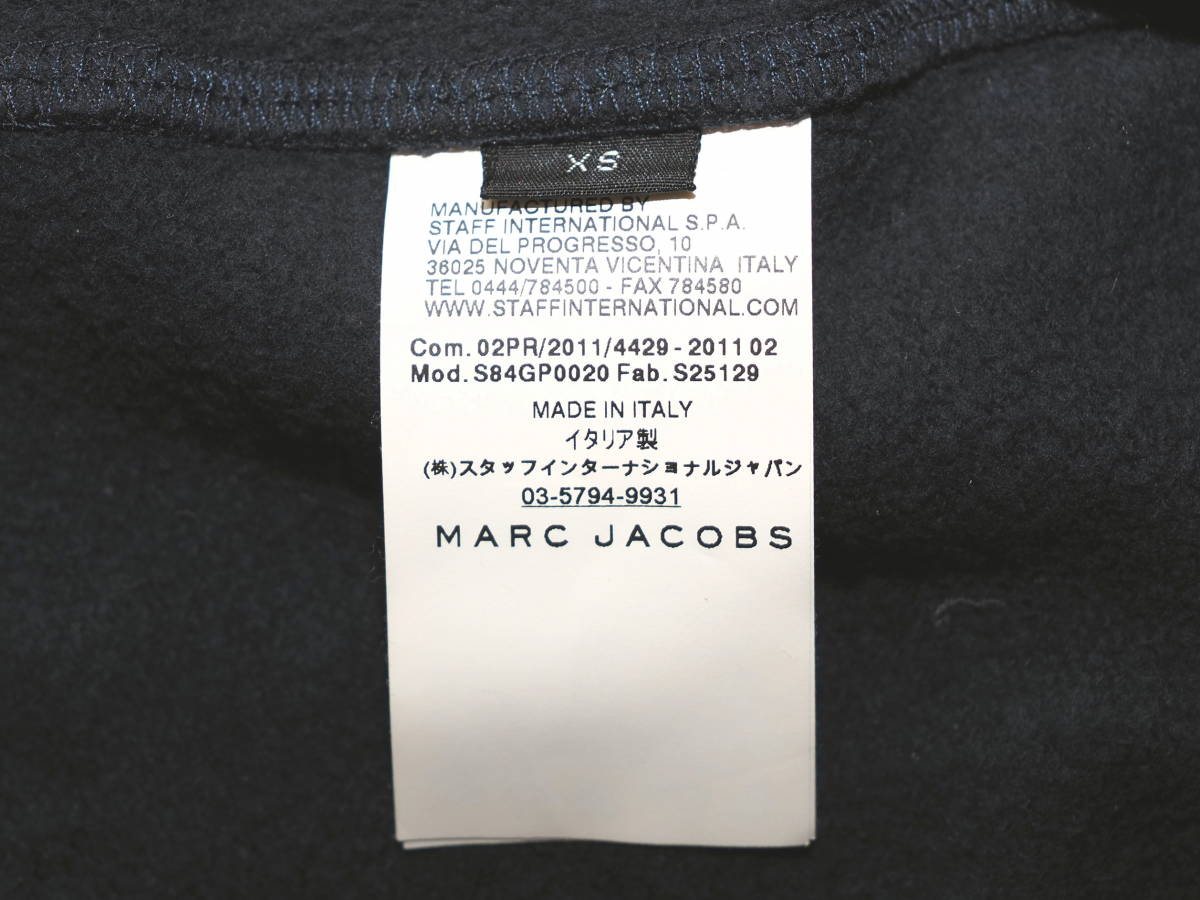 XS
MANUFACTURED BY
STAFF INTERNATIONAL S.P.A.
VIA DEL PROGRESSO, 10
36025 NOVENTA VICENTINA ITALY
TEL 0444/784500 - FAX 784580
WWW.STAFFINTERNATIONAL.COM
Com. 02PR/2011/4429 - 2011 02
Mod. S84GP0020 Fab. S25129
MADE IN ITALY
イタリア製
(株)スタッフインターナショナルジャパン
03-5794-9931
MARC JACOBS